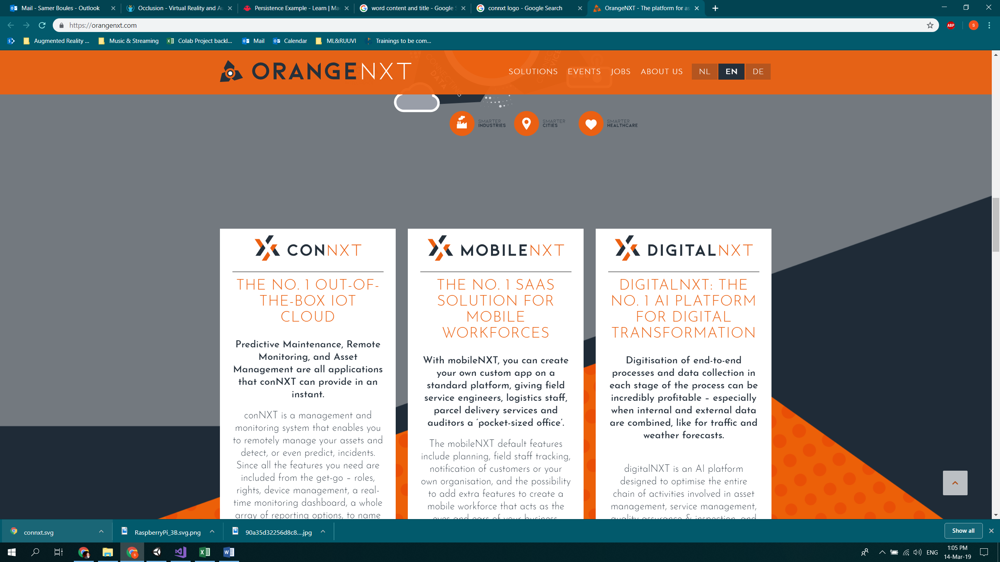 Mail - Samer Boules - Outlook
Occlusion - Virtual Reality and Au
Persistence Example - Learn | Ma
word content and title - Google S
connxt logo - Google Search
OrangeNXT - The platform for as
https://orangenxt.com
ABP
S
Augmented Reality ...
Music & Streaming
Colab Project backl...
Mail
Calendar
ML&RUUVI
Trainings to be com...
ORANGENXT
CONNECTING
DATA
SOLUTIONS
EVENTS
JOBS
ABOUT US
NL
EN
DE
SMARTER
INDUSTRIES
SMARTER
CITIES
SMARTER
HEALTHCARE
CONNXT
THE NO. 1 OUT-OF-
THE-BOX IOT
CLOUD
Predictive Maintenance, Remote
Monitoring, and Asset
Management are all applications
that conNXT can provide in an
instant.
conNXT is a management and
monitoring system that enables you
to remotely manage your assets and
detect, or even predict, incidents.
Since all the features you need are
included from the get-go – roles,
rights, device management, a real-
time monitoring dashboard, a whole
array of reporting options, to name
MOBILENXT
THE NO. 1 SAAS
SOLUTION FOR
MOBILE
WORKFORCES
With mobileNXT, you can create
your own custom app on a
standard platform, giving field
service engineers, logistics staff,
parcel delivery services and
auditors a ‘pocket-sized office’.
The mobileNXT default features
include planning, field staff tracking,
notification of customers or your
own organisation, and the possibility
to add extra features to create a
mobile workforce that acts as the
eyes and ears of your business
DIGITALNXT
DIGITALNXT: THE
NO. 1 AI PLATFORM
FOR DIGITAL
TRANSFORMATION
Digitisation of end-to-end
processes and data collection in
each stage of the process can be
incredibly profitable – especially
when internal and external data
are combined, like for traffic and
weather forecasts.
digitalNXT is an AI platform
designed to optimise the entire
chain of activities involved in asset
management, service management,
quality assurance & inspection, and
connxt.svg
RaspberryPi_3B.svg.png
90a35d32256d8c8....jpg
Show all
ENG
1:05 PM
14-Mar-19